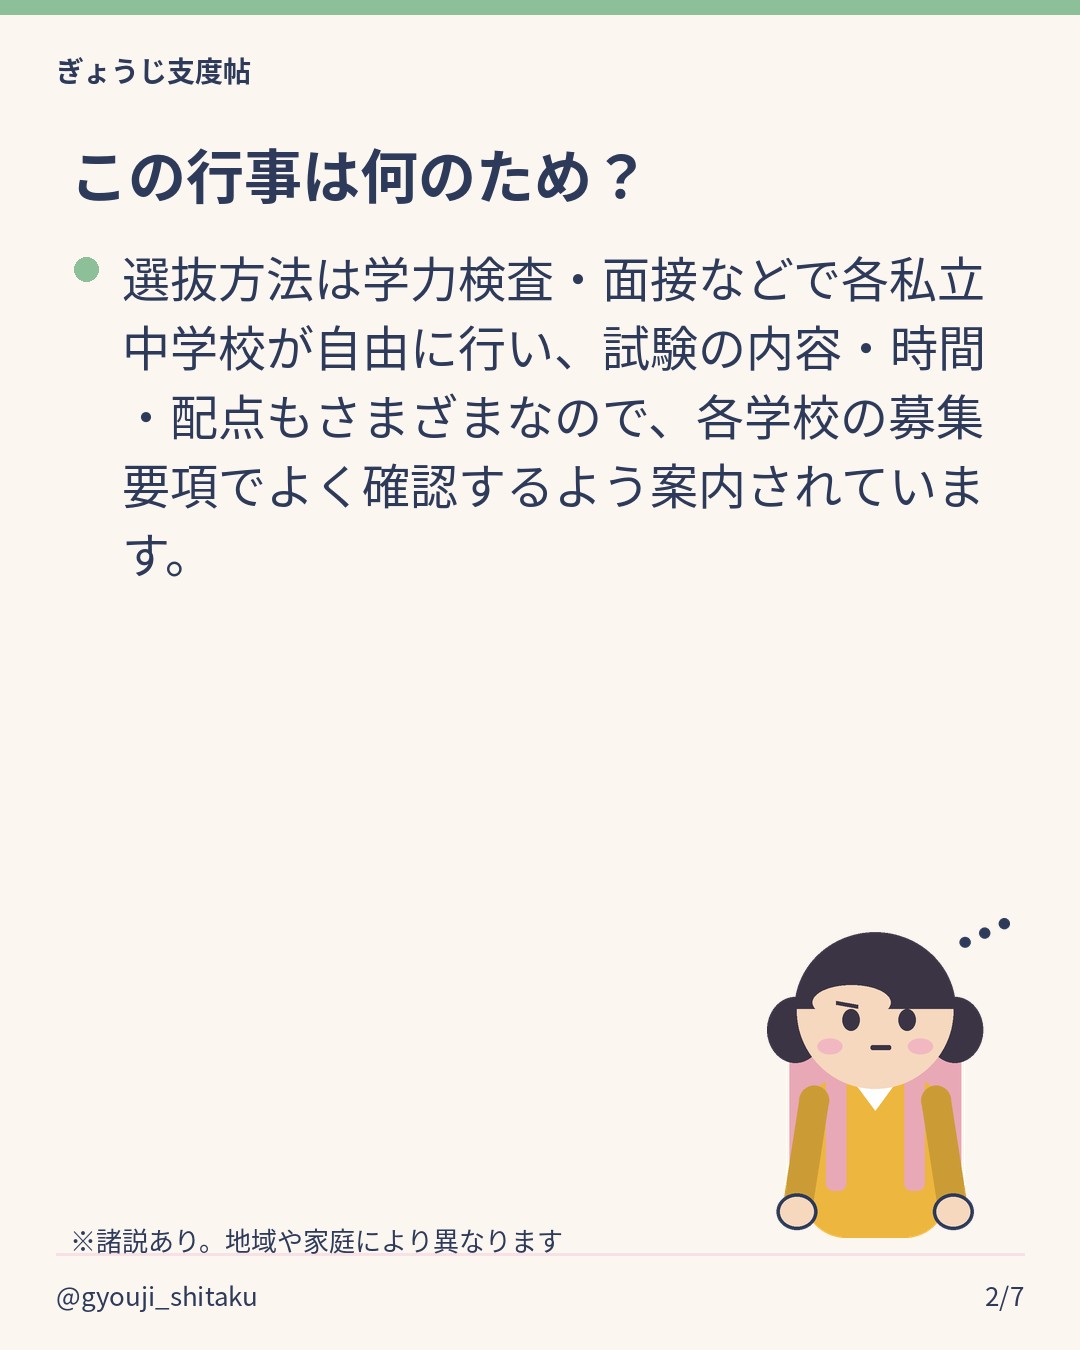 ぎょうじ支度帖
この行事は何のため？
選抜方法は学力検査・面接などで各私立
中学校が自由に行い、試験の内容・時間
・配点もさまざまなので、各学校の募集
要項でよく確認するよう案内されていま
す。
※諸説あり。地域や家庭により異なります
@gyouji_shitaku
2/7